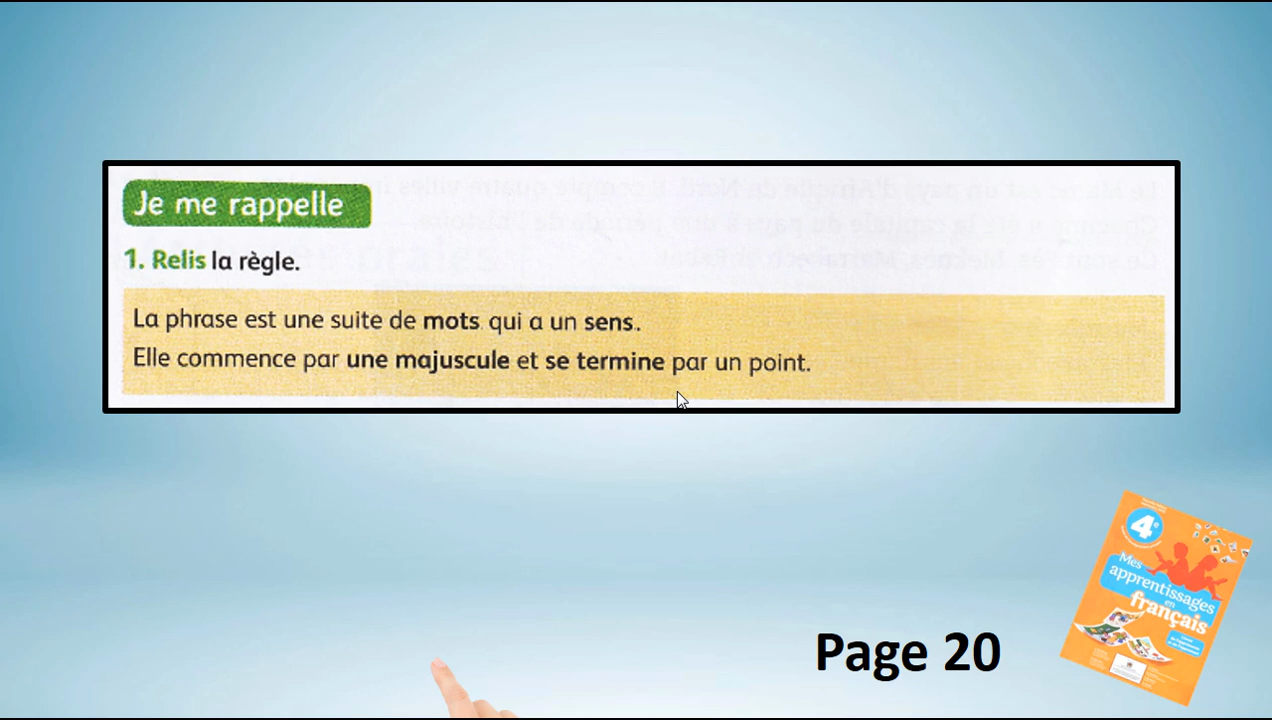 Je me rappelle
1. Relis la règle.
La phrase est une suite de mots qui a un sens.
Elle commence par une majuscule et se termine par un point.
Page 20
4e
Mes
apprentissages
en
français